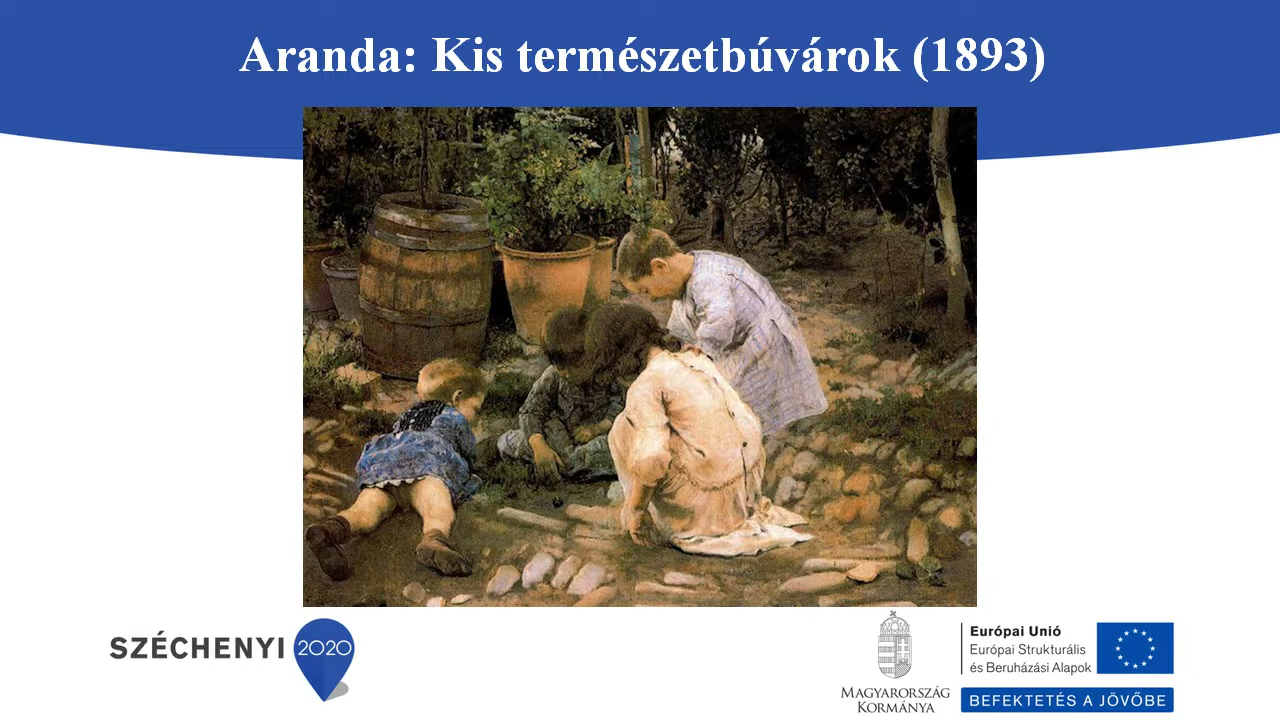 Aranda: Kis természetbúvárok (1893)
SZÉCHENYI 2020
MAGYARORSZÁG
KORMÁNYA
Európai Unió
Európai Strukturális
és Beruházási Alapok
BEFEKTETÉS A JÖVŐBE